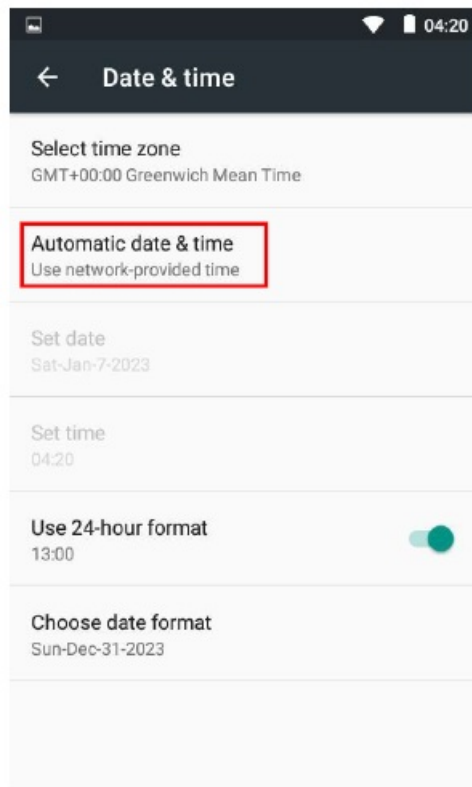 04:20
Date & time
Select time zone
GMT+00:00 Greenwich Mean Time
Automatic date & time
Use network-provided time
Set date
Sat-Jan-7-2023
Set time
04:20
Use 24-hour format
13:00
Choose date format
Sun-Dec-31-2023